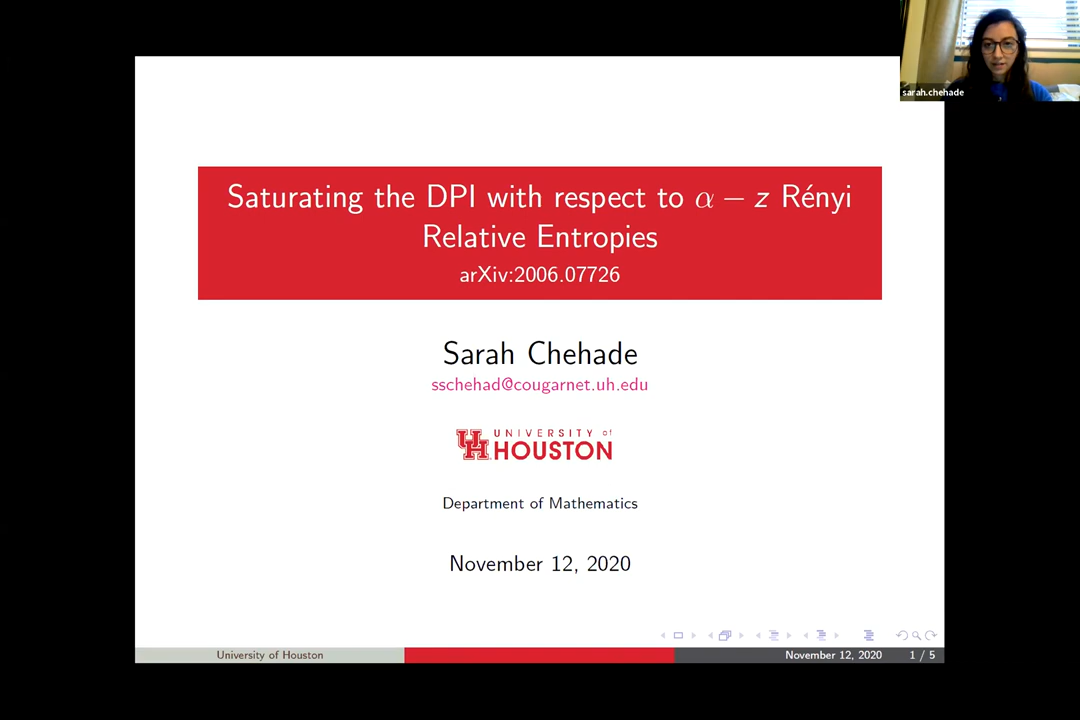 sarah.chehade
Saturating the DPI with respect to α − z Rényi
Relative Entropies
arXiv:2006.07726
Sarah Chehade
sschehad@cougarnet.uh.edu
UH UNIVERSITY of
HOUSTON
Department of Mathematics
November 12, 2020
University of Houston November 12, 2020 1 / 5